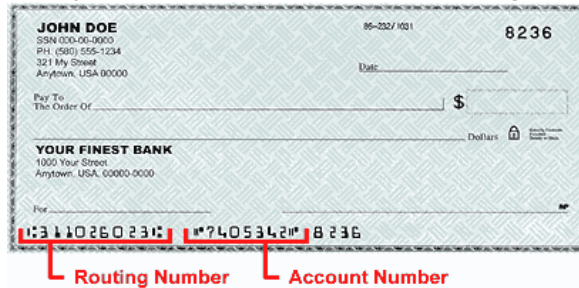 JOHN DOE
SSN 000-00-0000
PH. (580) 555-1234
321 My Street
Anytown, USA 00000
86-232/ 1031
8236
Date
Pay To
The Order Of
$
Dollars
YOUR FINEST BANK
1000 Your Street
Anytown, USA, 00000-0000
For
MP
⑆311026023⑆ ⑈7405342⑈ 8236
Routing Number
Account Number